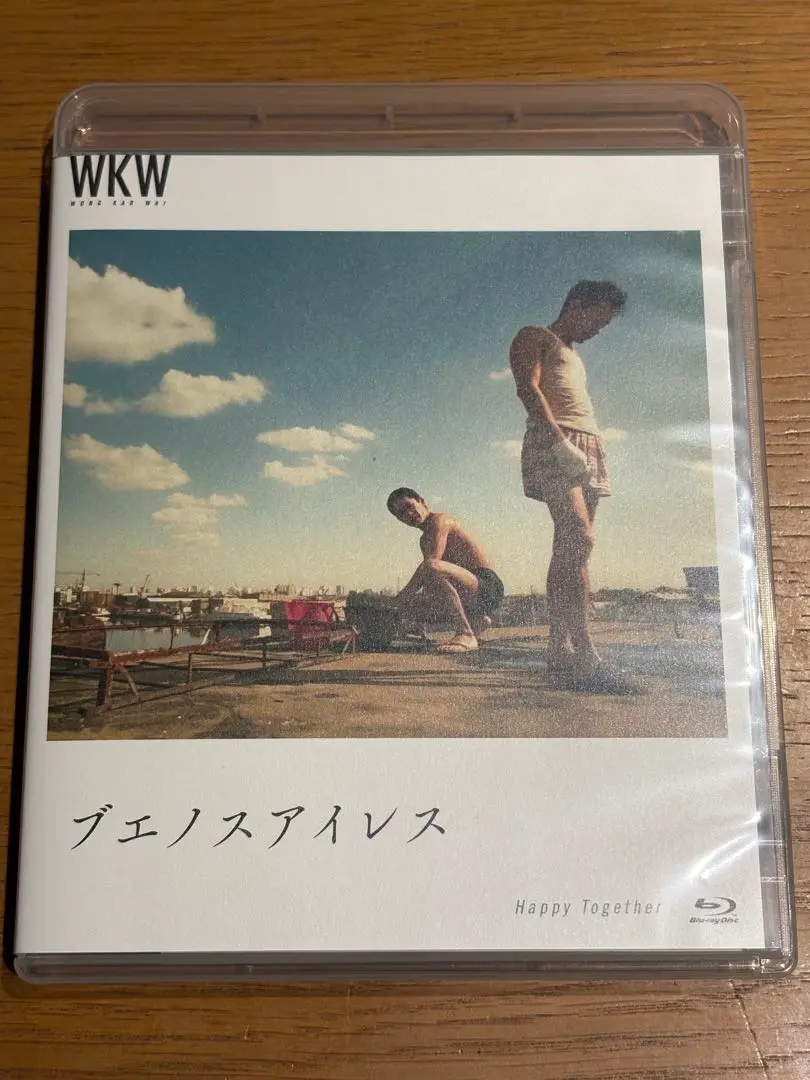 WKW
WONG KAR WAI
ブエノスアイレス
Happy Together
Blu-ray Disc